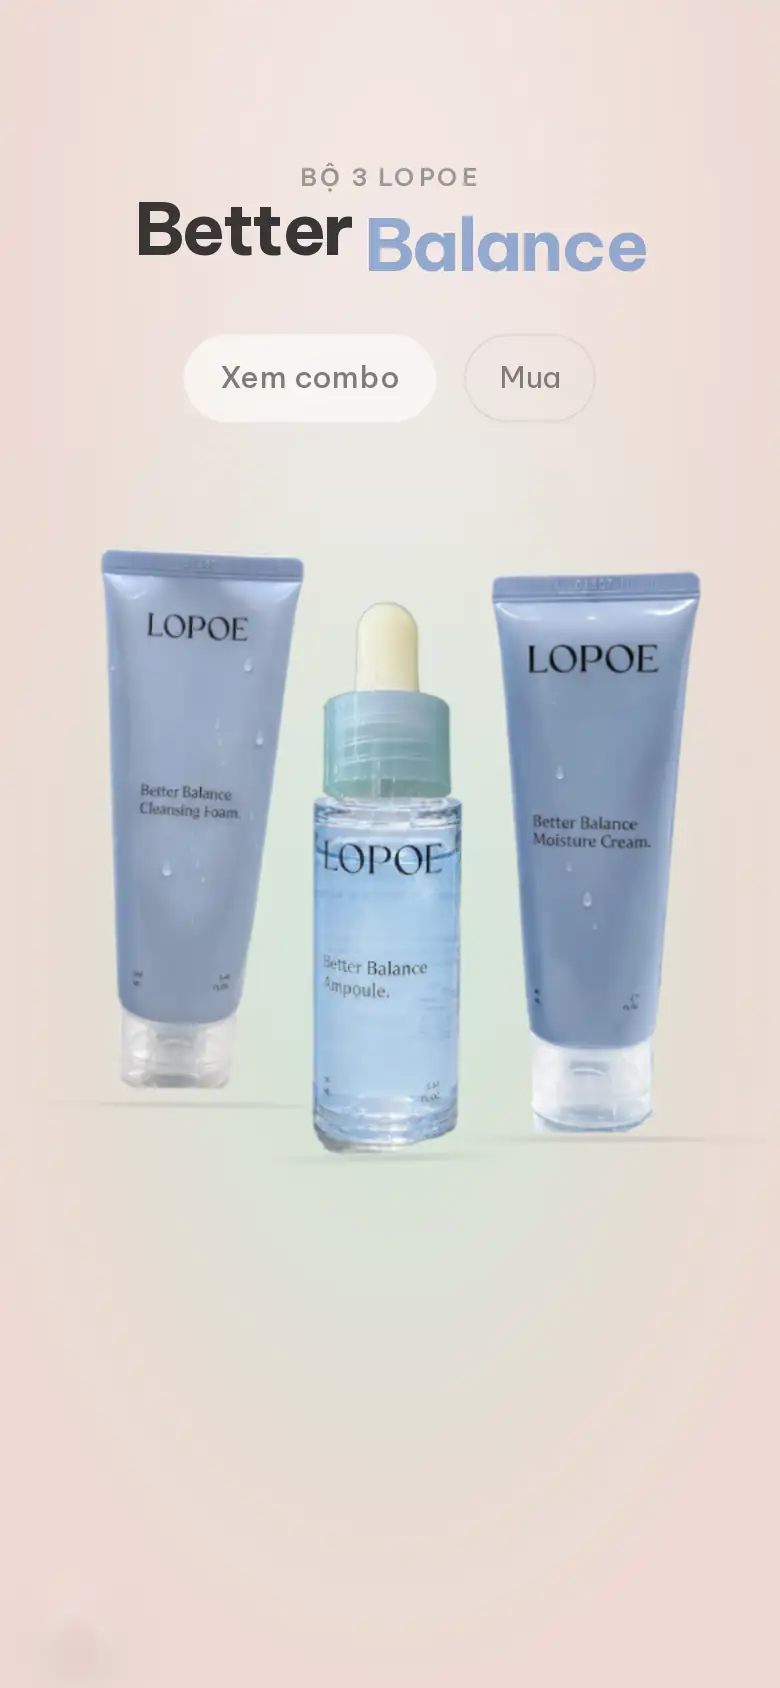 BỘ 3 LOPOE
Better Balance
Xem combo
Mua
LOPOE
Better Balance
Cleansing Foam.
LOPOE
Better Balance
Ampoule.
LOPOE
Better Balance
Moisture Cream.